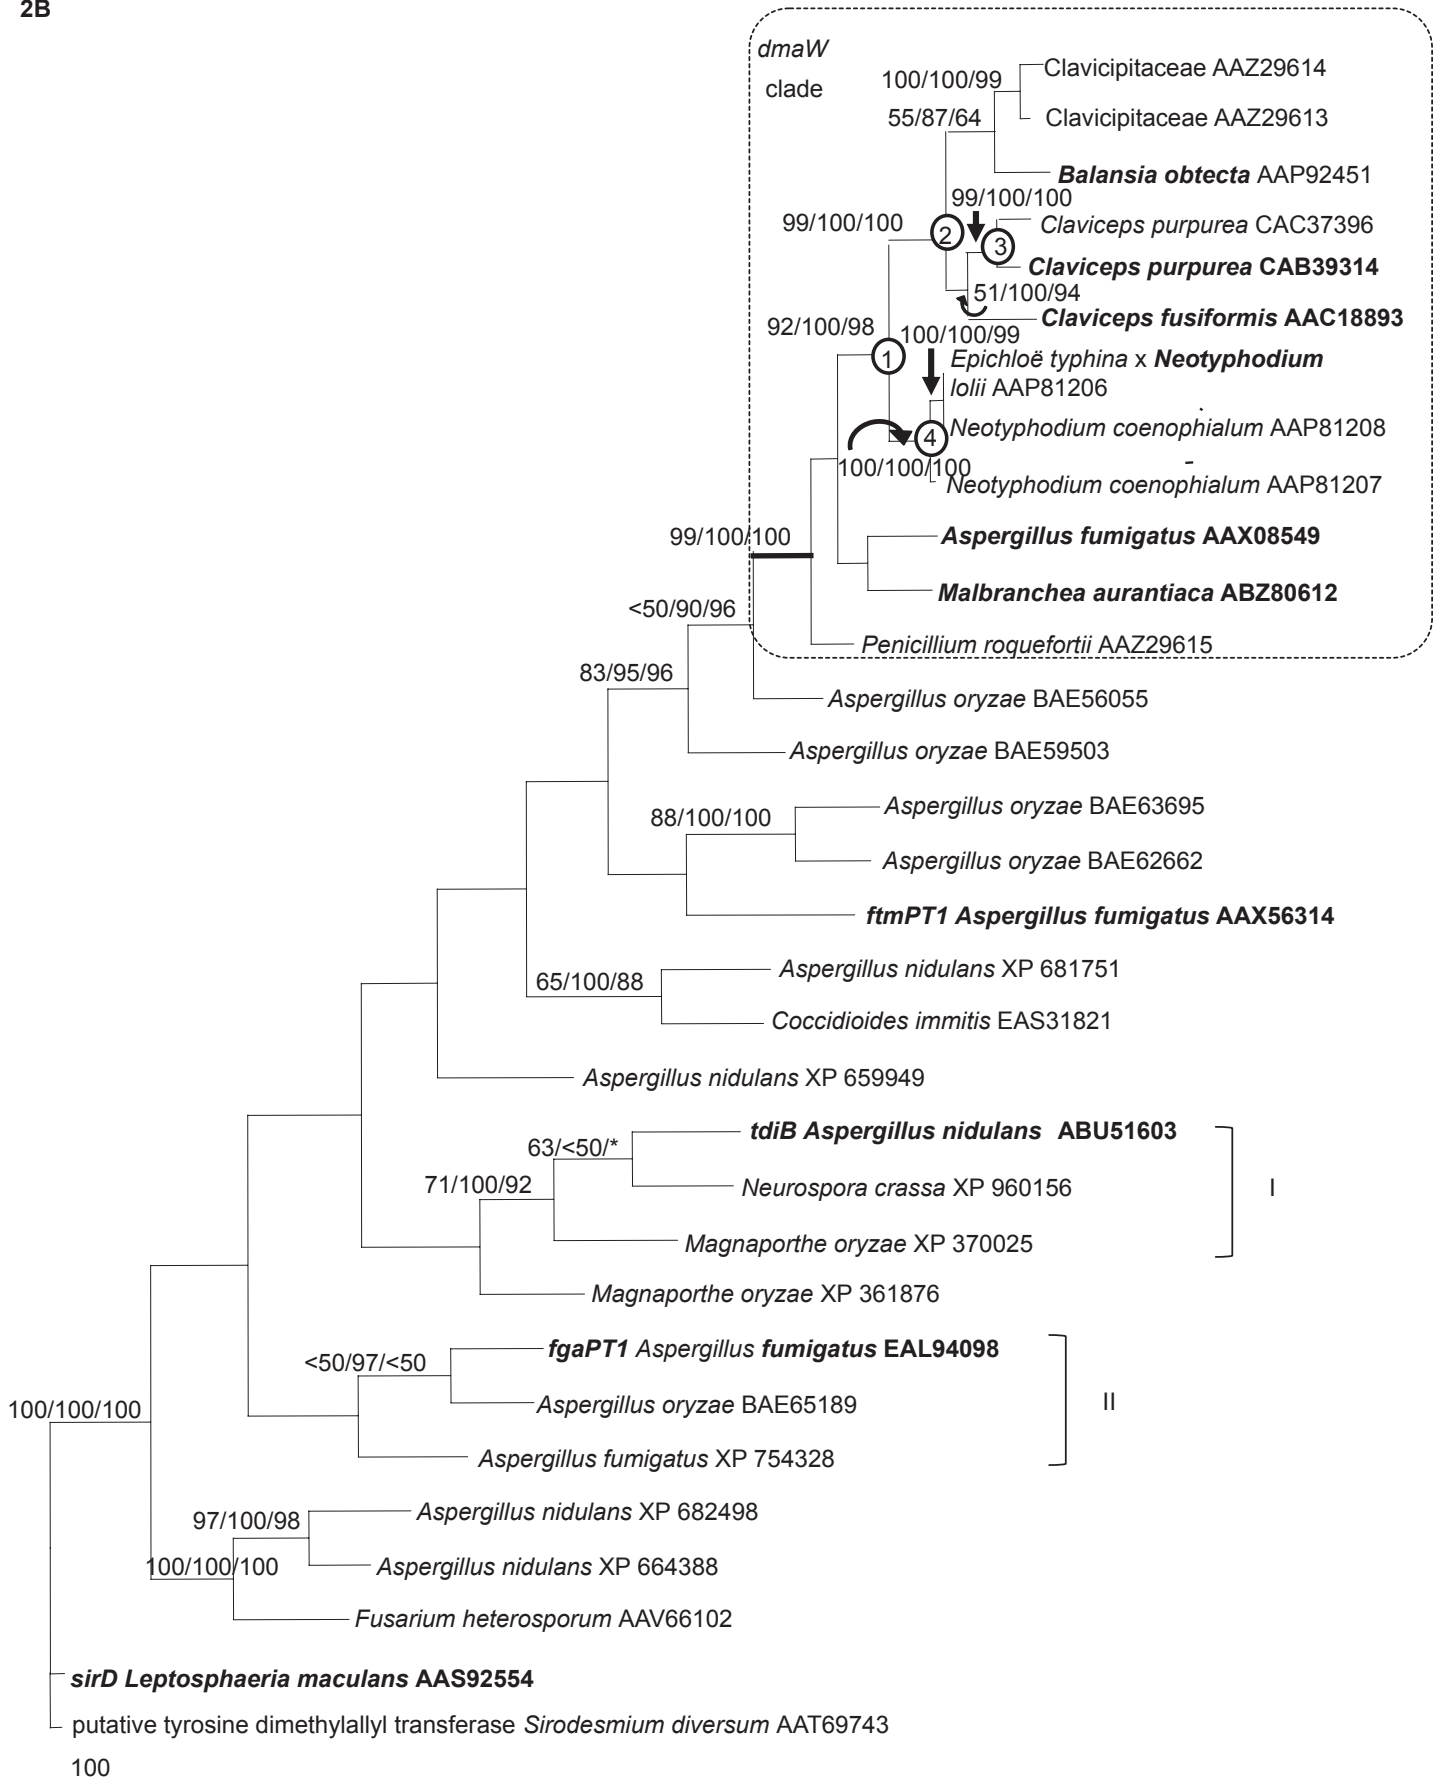 2B
dmaW
clade
100/100/99
Clavicipitaceae AAZ29614
55/87/64
Clavicipitaceae AAZ29613
Balansia obtecta AAP92451
99/100/100
99/100/100
2
Claviceps purpurea CAC37396
3
Claviceps purpurea CAB39314
51/100/94
Claviceps fusiformis AAC18893
92/100/98
100/100/99
1
Epichloë typhina x Neotyphodium
lolii AAP81206
4
Neotyphodium coenophialum AAP81208
100/100/100
Neotyphodium coenophialum AAP81207
99/100/100
Aspergillus fumigatus AAX08549
Malbranchea aurantiaca ABZ80612
<50/90/96
Penicillium roquefortii AAZ29615
83/95/96
Aspergillus oryzae BAE56055
Aspergillus oryzae BAE59503
88/100/100
Aspergillus oryzae BAE63695
Aspergillus oryzae BAE62662
ftmPT1 Aspergillus fumigatus AAX56314
65/100/88
Aspergillus nidulans XP 681751
Coccidioides immitis EAS31821
Aspergillus nidulans XP 659949
63/<50/*
tdiB Aspergillus nidulans ABU51603
71/100/92
Neurospora crassa XP 960156
I
Magnaporthe oryzae XP 370025
Magnaporthe oryzae XP 361876
<50/97/<50
fgaPT1 Aspergillus fumigatus EAL94098
Aspergillus oryzae BAE65189
II
100/100/100
Aspergillus fumigatus XP 754328
97/100/98
Aspergillus nidulans XP 682498
100/100/100
Aspergillus nidulans XP 664388
Fusarium heterosporum AAV66102
sirD Leptosphaeria maculans AAS92554
putative tyrosine dimethylallyl transferase Sirodesmium diversum AAT69743
100